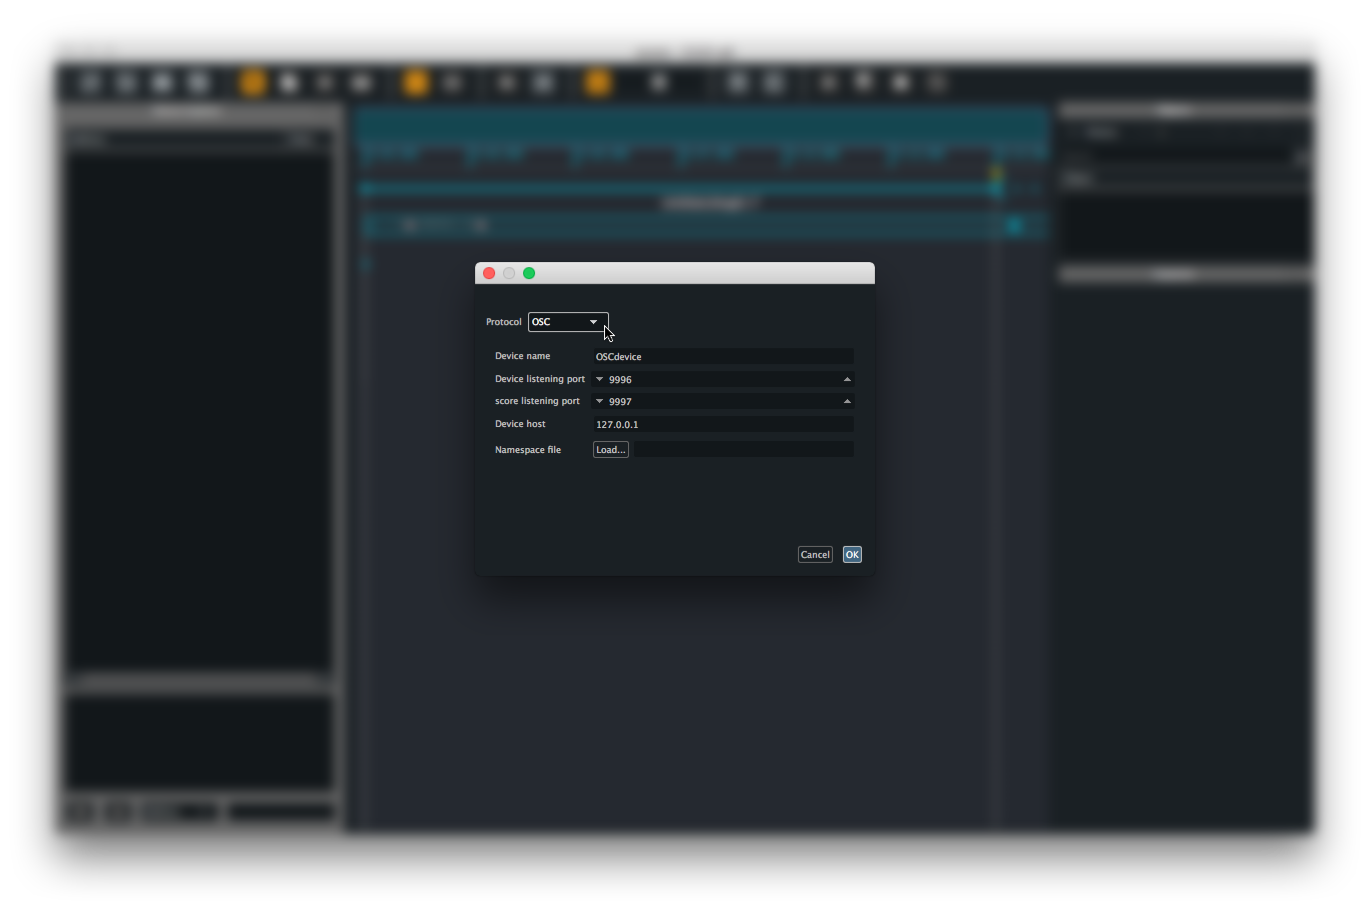 Protocol OSC
Device name OSCdevice
Device listening port 9996
score listening port 9997
Device host 127.0.0.1
Namespace file Load...
Cancel OK